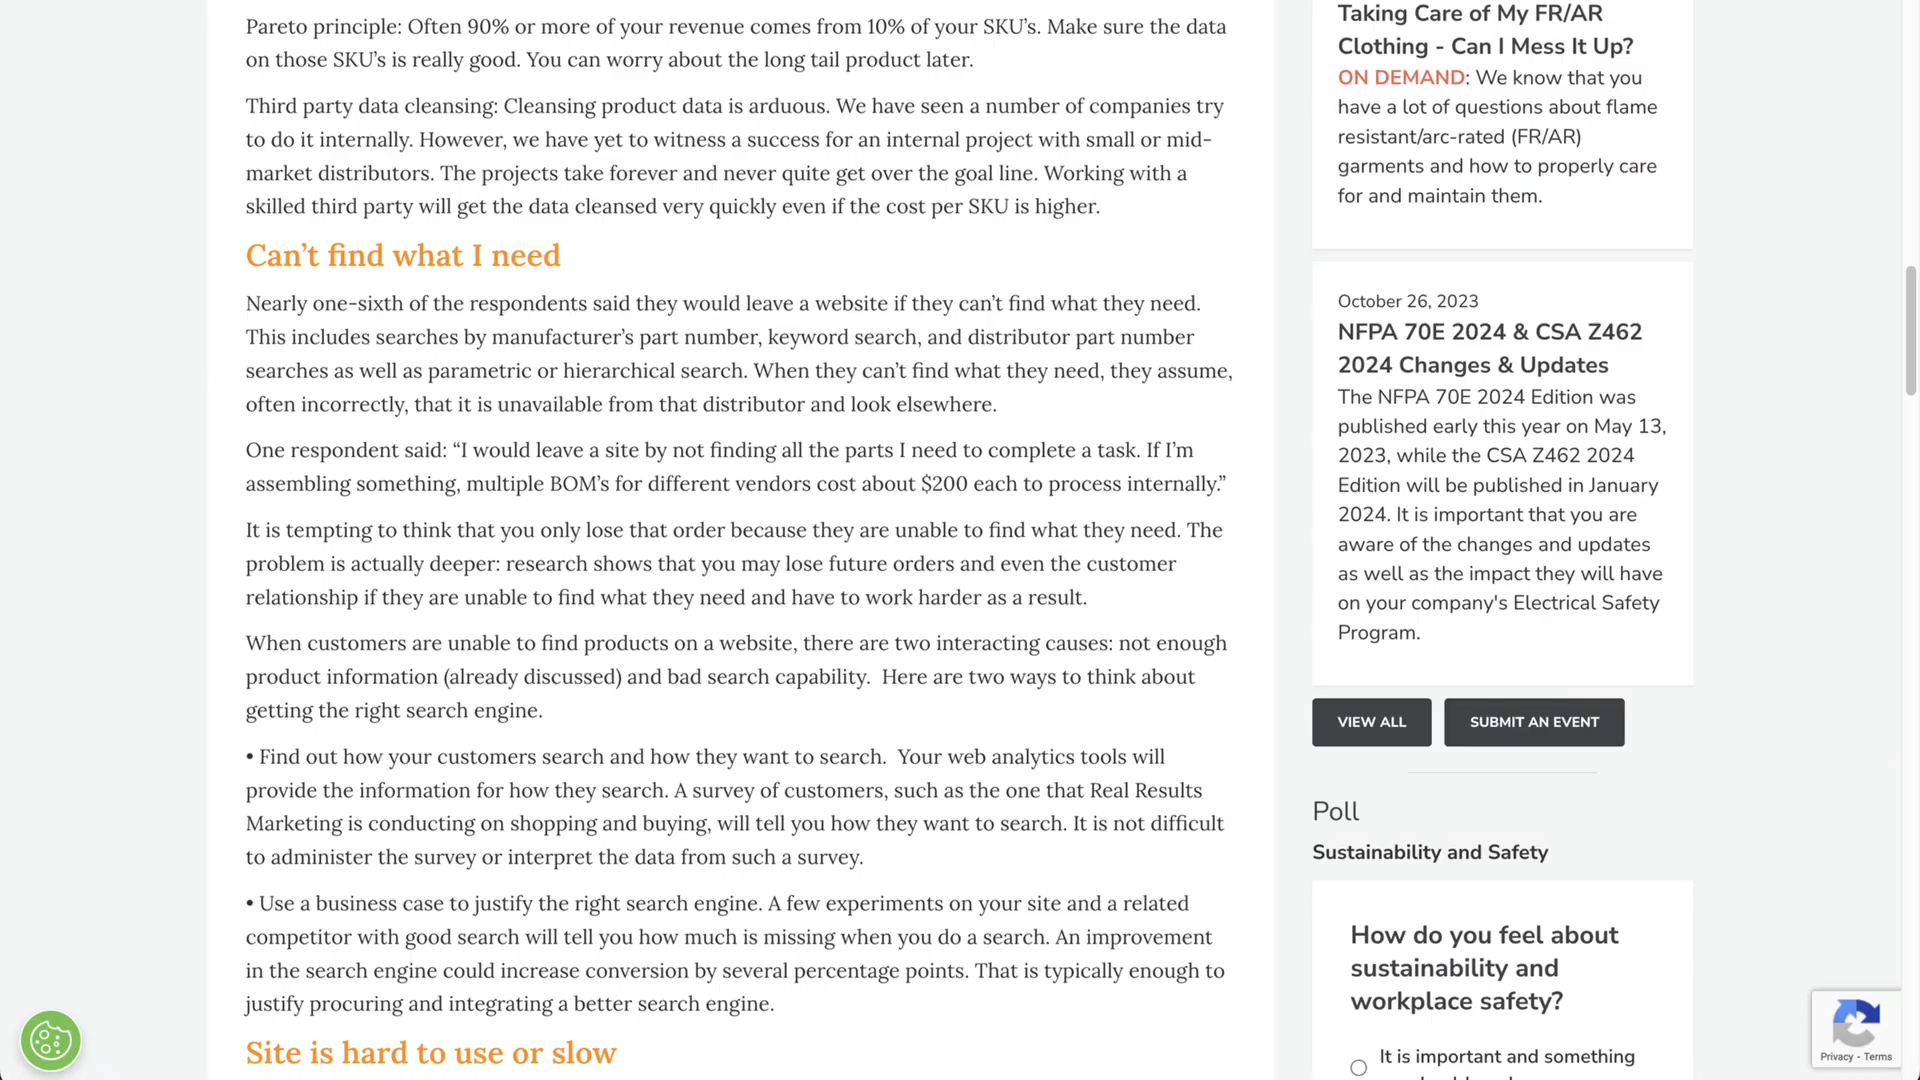 Pareto principle: Often 90% or more of your revenue comes from 10% of your SKU’s. Make sure the data
on those SKU’s is really good. You can worry about the long tail product later.
Third party data cleansing: Cleansing product data is arduous. We have seen a number of companies try
to do it internally. However, we have yet to witness a success for an internal project with small or mid-
market distributors. The projects take forever and never quite get over the goal line. Working with a
skilled third party will get the data cleansed very quickly even if the cost per SKU is higher.
Can’t find what I need
Nearly one-sixth of the respondents said they would leave a website if they can’t find what they need.
This includes searches by manufacturer’s part number, keyword search, and distributor part number
searches as well as parametric or hierarchical search. When they can’t find what they need, they assume,
often incorrectly, that it is unavailable from that distributor and look elsewhere.
One respondent said: “I would leave a site by not finding all the parts I need to complete a task. If I’m
assembling something, multiple BOM’s for different vendors cost about $200 each to process internally.”
It is tempting to think that you only lose that order because they are unable to find what they need. The
problem is actually deeper: research shows that you may lose future orders and even the customer
relationship if they are unable to find what they need and have to work harder as a result.
When customers are unable to find products on a website, there are two interacting causes: not enough
product information (already discussed) and bad search capability.  Here are two ways to think about
getting the right search engine.
• Find out how your customers search and how they want to search.  Your web analytics tools will
provide the information for how they search. A survey of customers, such as the one that Real Results
Marketing is conducting on shopping and buying, will tell you how they want to search. It is not difficult
to administer the survey or interpret the data from such a survey.
• Use a business case to justify the right search engine. A few experiments on your site and a related
competitor with good search will tell you how much is missing when you do a search. An improvement
in the search engine could increase conversion by several percentage points. That is typically enough to
justify procuring and integrating a better search engine.
Site is hard to use or slow
Taking Care of My FR/AR
Clothing - Can I Mess It Up?
ON DEMAND: We know that you
have a lot of questions about flame
resistant/arc-rated (FR/AR)
garments and how to properly care
for and maintain them.
October 26, 2023
NFPA 70E 2024 & CSA Z462
2024 Changes & Updates
The NFPA 70E 2024 Edition was
published early this year on May 13,
2023, while the CSA Z462 2024
Edition will be published in January
2024. It is important that you are
aware of the changes and updates
as well as the impact they will have
on your company's Electrical Safety
Program.
VIEW ALL
SUBMIT AN EVENT
Poll
Sustainability and Safety
How do you feel about
sustainability and
workplace safety?
It is important and something
Privacy - Terms